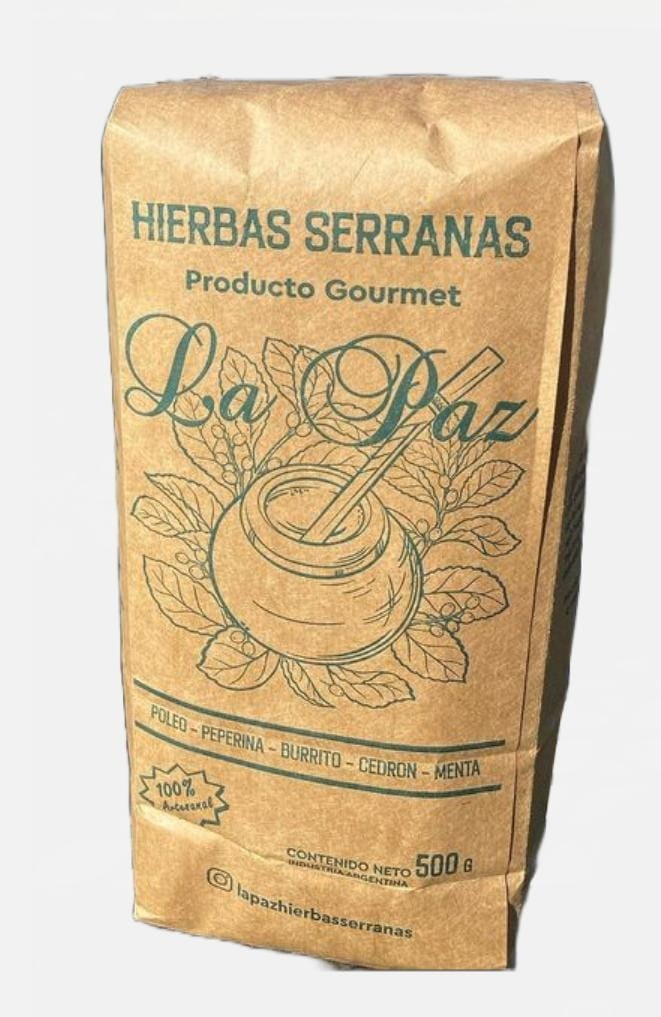 HIERBAS SERRANAS
Producto Gourmet
La Paz
POLEO - PEPERINA - BURRITO - CEDRON - MENTA
100%
Artesanal
CONTENIDO NETO 500 G
INDUSTRIA ARGENTINA
lapazhierbasserranas